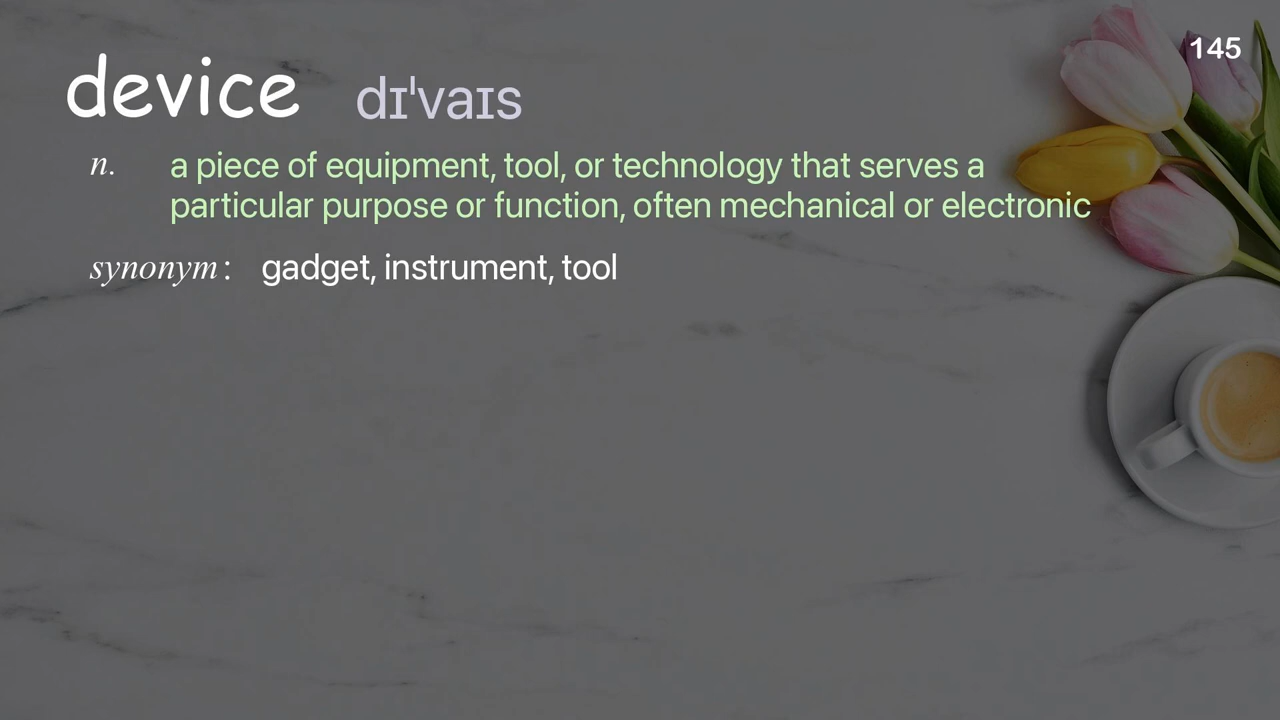 145
device dɪˈvaɪs
n. a piece of equipment, tool, or technology that serves a
particular purpose or function, often mechanical or electronic
synonym: gadget, instrument, tool